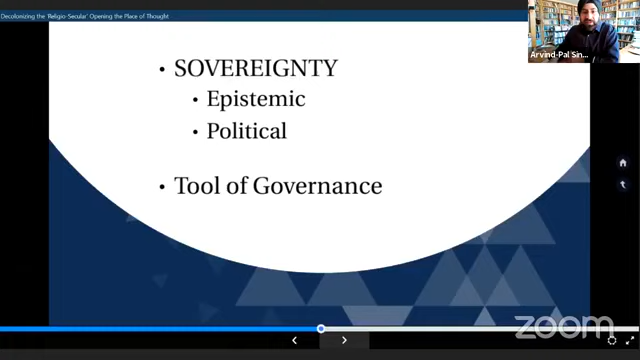 Decolonizing the 'Religio-Secular' Opening the Place of Thought
Arvind-Pal Sin...
• SOVEREIGNTY
• Epistemic
• Political
• Tool of Governance
zoom